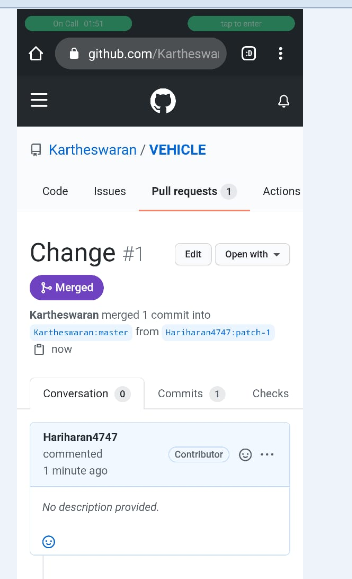 On Call · 01:51
tap to enter
github.com/Kartheswa
:D
Kartheswaran / VEHICLE
Code Issues Pull requests 1 Actions
Change #1
Edit Open with
Merged
Kartheswaran merged 1 commit into
Kartheswaran:master from Hariharan4747:patch-1
now
Conversation 0 Commits 1 Checks
Hariharan4747
commented Contributor
1 minute ago
No description provided.